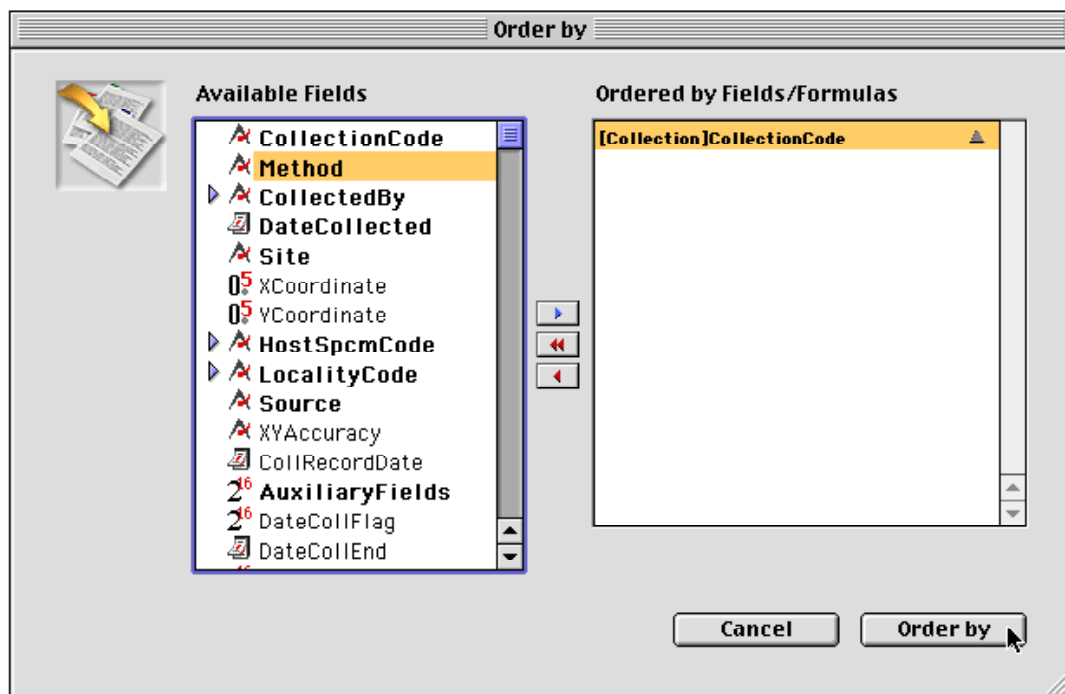 Order by
Available Fields
Ordered by Fields/Formulas
CollectionCode
Method
CollectedBy
DateCollected
Site
XCoordinate
YCoordinate
HostSpcmCode
LocalityCode
Source
XYAccuracy
CollRecordDate
AuxiliaryFields
DateCollFlag
DateCollEnd
[Collection]CollectionCode
Cancel
Order by